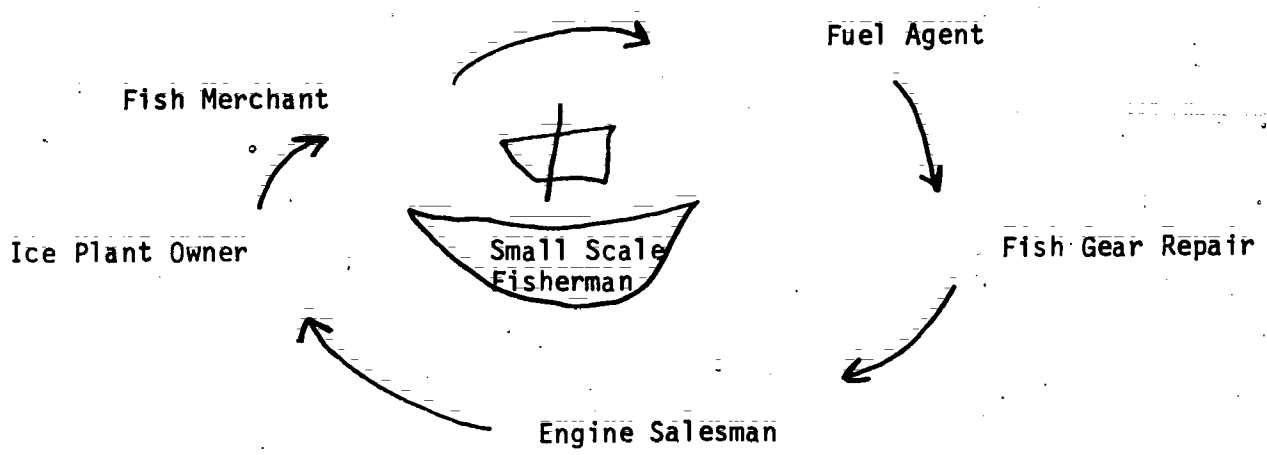 Fuel Agent
Fish Merchant
Ice Plant Owner
Small Scale
Fisherman
Fish Gear Repair
Engine Salesman